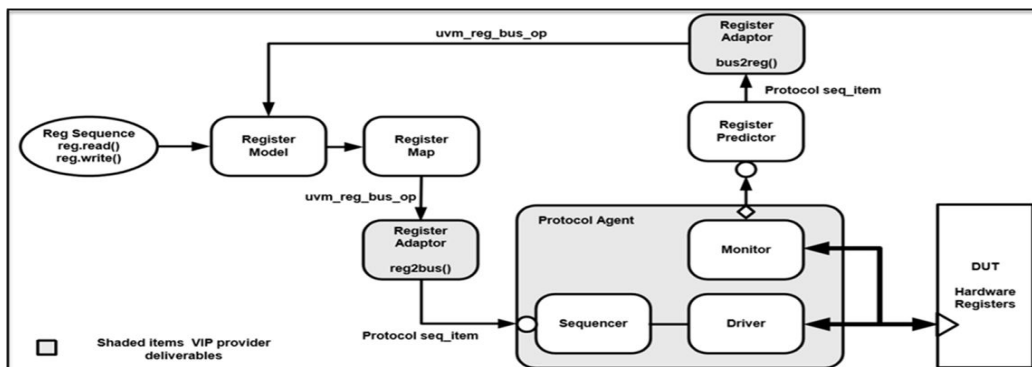 uvm_reg_bus_op
Register
Adaptor
bus2reg()
Protocol seq_item
Reg Sequence
reg.read()
reg.write()
Register
Model
Register
Map
Register
Predictor
uvm_reg_bus_op
Register
Adaptor
reg2bus()
Protocol Agent
Monitor
DUT
Hardware
Registers
Sequencer
Driver
Protocol seq_item
Shaded items VIP provider
deliverables